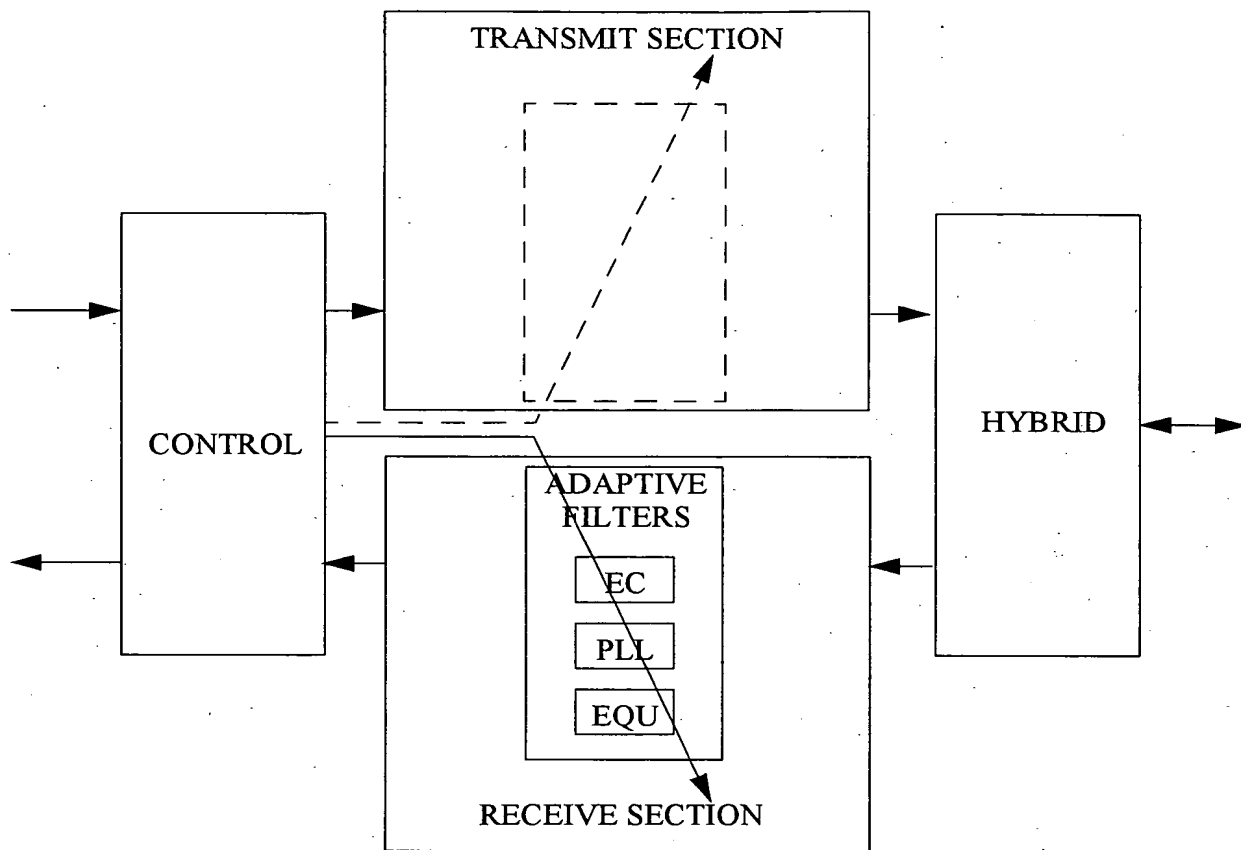 TRANSMIT SECTION
CONTROL
HYBRID
ADAPTIVE
FILTERS
EC
PLL
EQU
RECEIVE SECTION